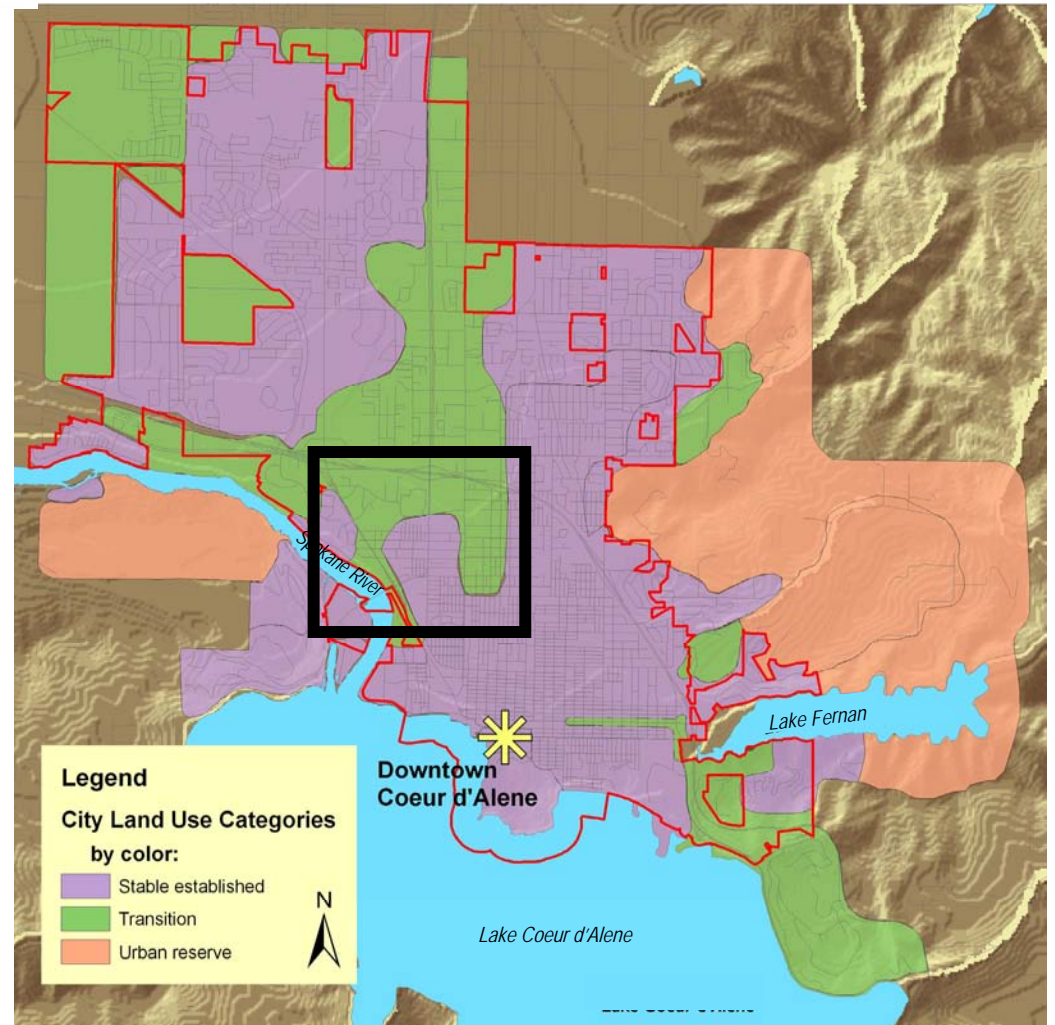 Spokane River
Lake Fernan
Downtown
Coeur d'Alene
Legend
City Land Use Categories
by color:
Stable established
Transition
Urban reserve
N
Lake Coeur d'Alene